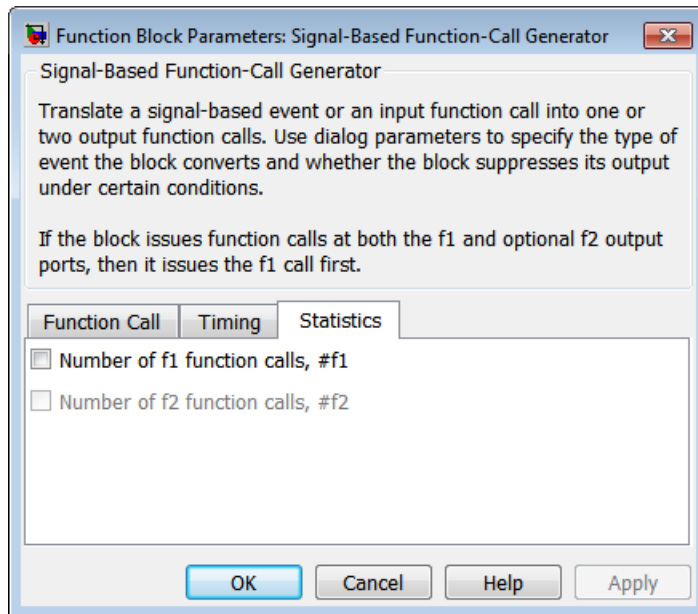 Function Block Parameters: Signal-Based Function-Call Generator
Signal-Based Function-Call Generator
Translate a signal-based event or an input function call into one or
two output function calls. Use dialog parameters to specify the type of
event the block converts and whether the block suppresses its output
under certain conditions.
If the block issues function calls at both the f1 and optional f2 output
ports, then it issues the f1 call first.
Function Call
Timing
Statistics
Number of f1 function calls, #f1
Number of f2 function calls, #f2
OK
Cancel
Help
Apply